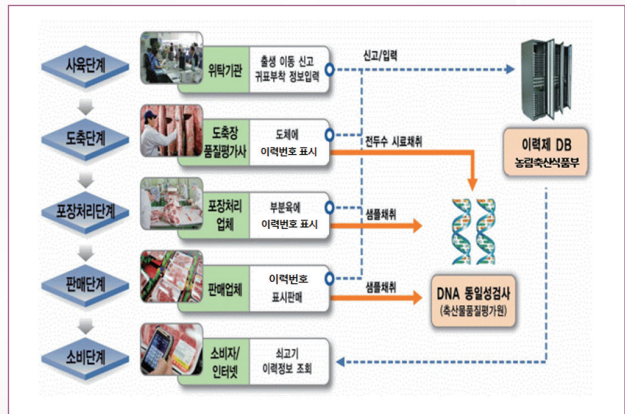 사육단계
위탁기관
출생 이동 신고
귀표부착 정보입력
신고/입력
도축단계
도축장
품질평가사
도체에
이력번호 표시
전두수 시료채취
이력제 DB
농림축산식품부
포장처리단계
포장처리
업체
부분육에
이력번호 표시
샘플채취
판매단계
판매업체
이력번호
표시판매
샘플채취
DNA 동일성검사
(축산물품질평가원)
소비단계
소비자/
인터넷
쇠고기
이력정보 조회